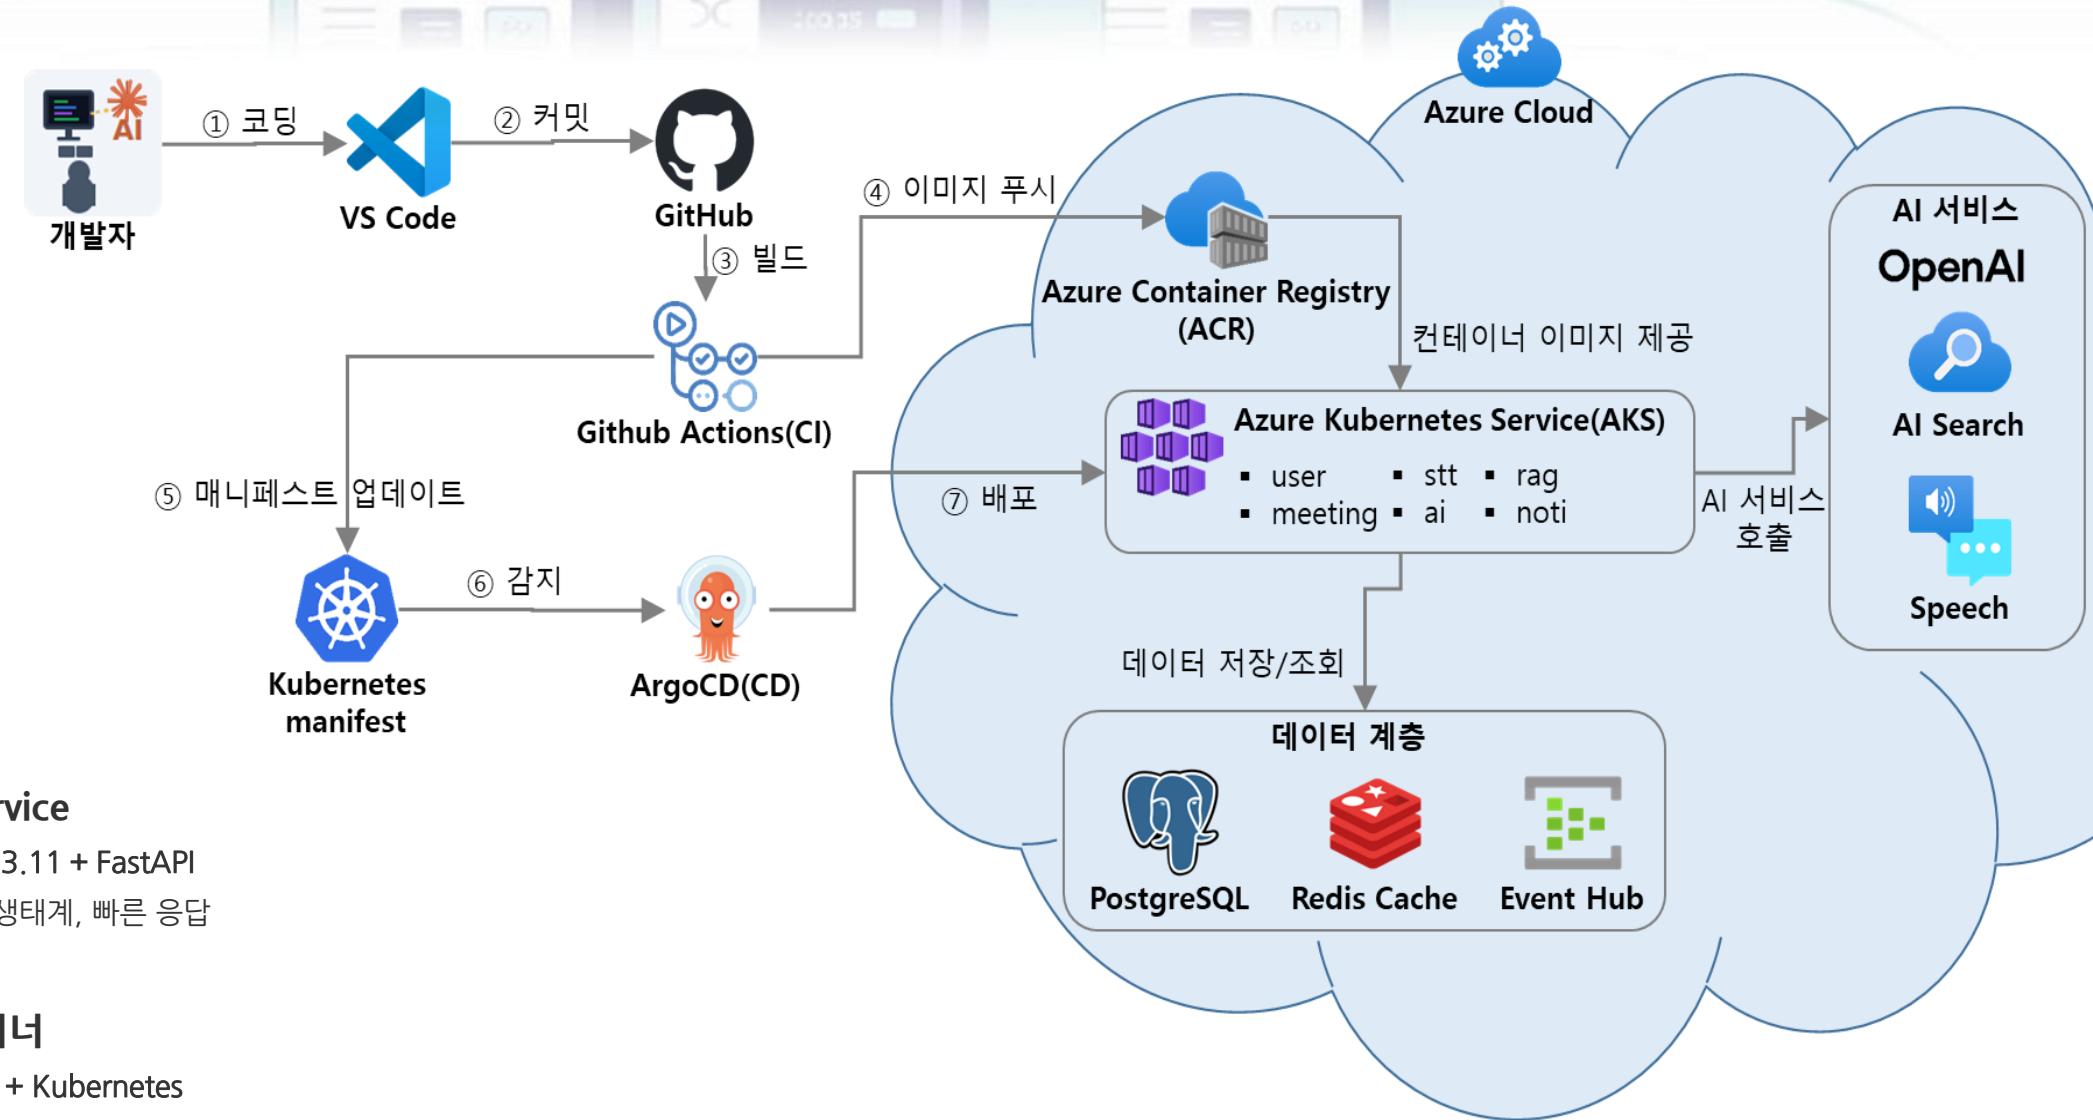 Azure Cloud
AI
개발자
① 코딩
VS Code
② 커밋
GitHub
③ 빌드
Github Actions(CI)
④ 이미지 푸시
Azure Container Registry
(ACR)
컨테이너 이미지 제공
⑤ 매니페스트 업데이트
Kubernetes
manifest
⑥ 감지
ArgoCD(CD)
⑦ 배포
Azure Kubernetes Service(AKS)
▪ user ▪ stt ▪ rag
▪ meeting ▪ ai ▪ noti
AI 서비스
호출
AI 서비스
OpenAI
AI Search
Speech
데이터 저장/조회
데이터 계층
PostgreSQL
Redis Cache
Event Hub
3.11 + FastAPI
생태계, 빠른 응답
+ Kubernetes